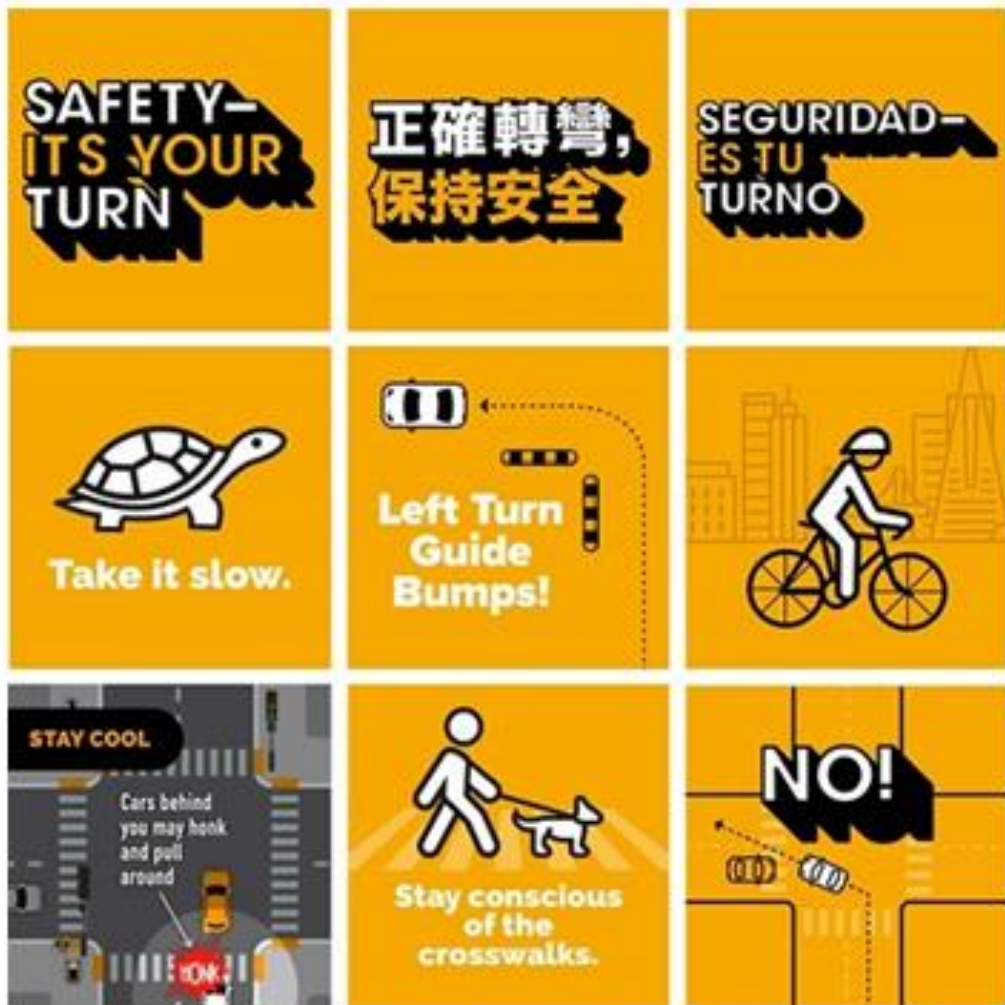 SAFETY–
ITS YOUR
TURN
正確轉彎,
保持安全
SEGURIDAD–
ES TU
TURNO
Take it slow.
Left Turn
Guide
Bumps!
STAY COOL
Cars behind
you may honk
and pull
around
HONK
Stay conscious
of the
crosswalks.
NO!